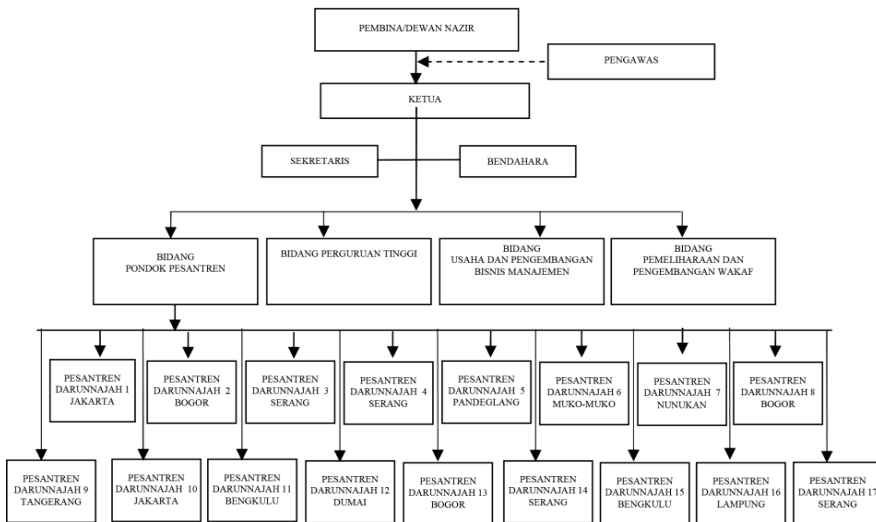 PEMBINA/DEWAN NAZIR
PENGAWAS
KETUA
SEKRETARIS
BENDAHARA
BIDANG
PONDOK PESANTREN
BIDANG PERGURUAN TINGGI
BIDANG
USAHA DAN PENGEMBANGAN
BISNIS MANAJEMEN
BIDANG
PEMELIHARAAN DAN
PENGEMBANGAN WAKAF
PESANTREN
DARUNNAJAH 1
JAKARTA
PESANTREN
DARUNNAJAH 2
BOGOR
PESANTREN
DARUNNAJAH 3
SERANG
PESANTREN
DARUNNAJAH 4
SERANG
PESANTREN
DARUNNAJAH 5
PANDEGLANG
PESANTREN
DARUNNAJAH 6
MUKO-MUKO
PESANTREN
DARUNNAJAH 7
NUNUKAN
PESANTREN
DARUNNAJAH 8
BOGOR
PESANTREN
DARUNNAJAH 9
TANGERANG
PESANTREN
DARUNNAJAH 10
JAKARTA
PESANTREN
DARUNNAJAH 11
BENGKULU
PESANTREN
DARUNNAJAH 12
DUMAI
PESANTREN
DARUNNAJAH 13
BOGOR
PESANTREN
DARUNNAJAH 14
SERANG
PESANTREN
DARUNNAJAH 15
BENGKULU
PESANTREN
DARUNNAJAH 16
LAMPUNG
PESANTREN
DARUNNAJAH 17
SERANG